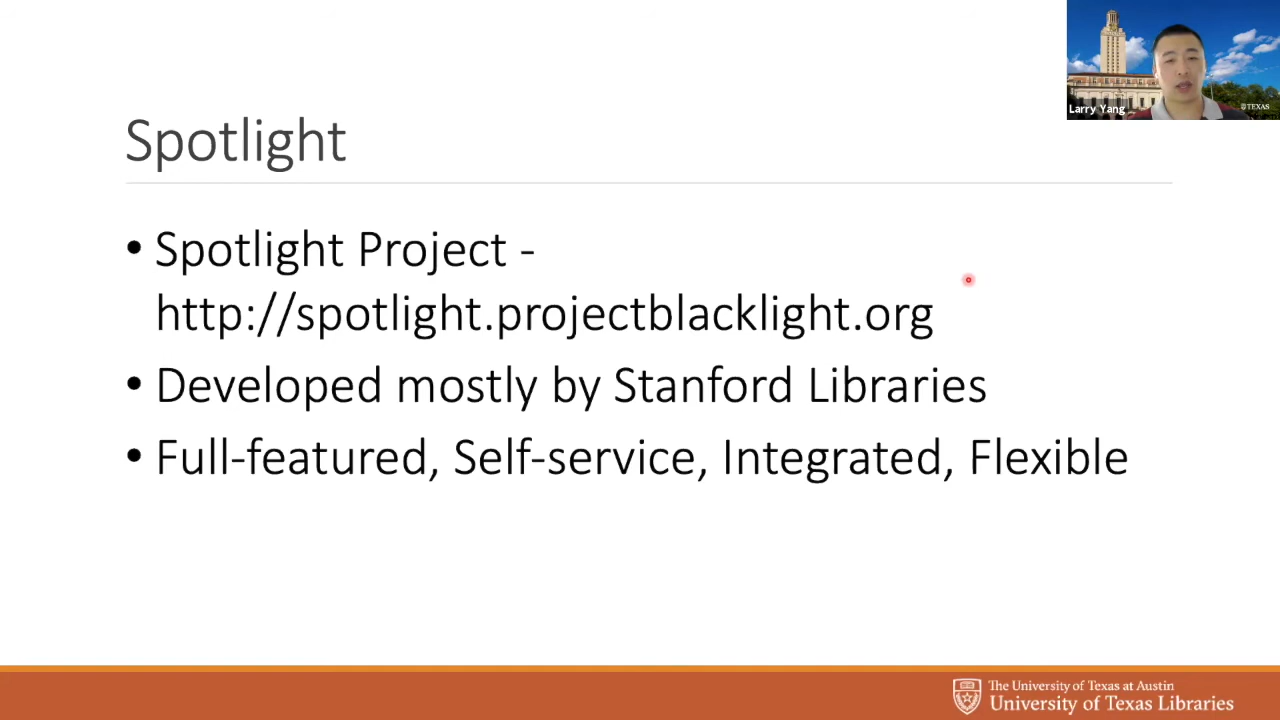 Larry Yang
TEXAS
Spotlight
• Spotlight Project -
http://spotlight.projectblacklight.org
• Developed mostly by Stanford Libraries
• Full-featured, Self-service, Integrated, Flexible
The University of Texas at Austin
University of Texas Libraries